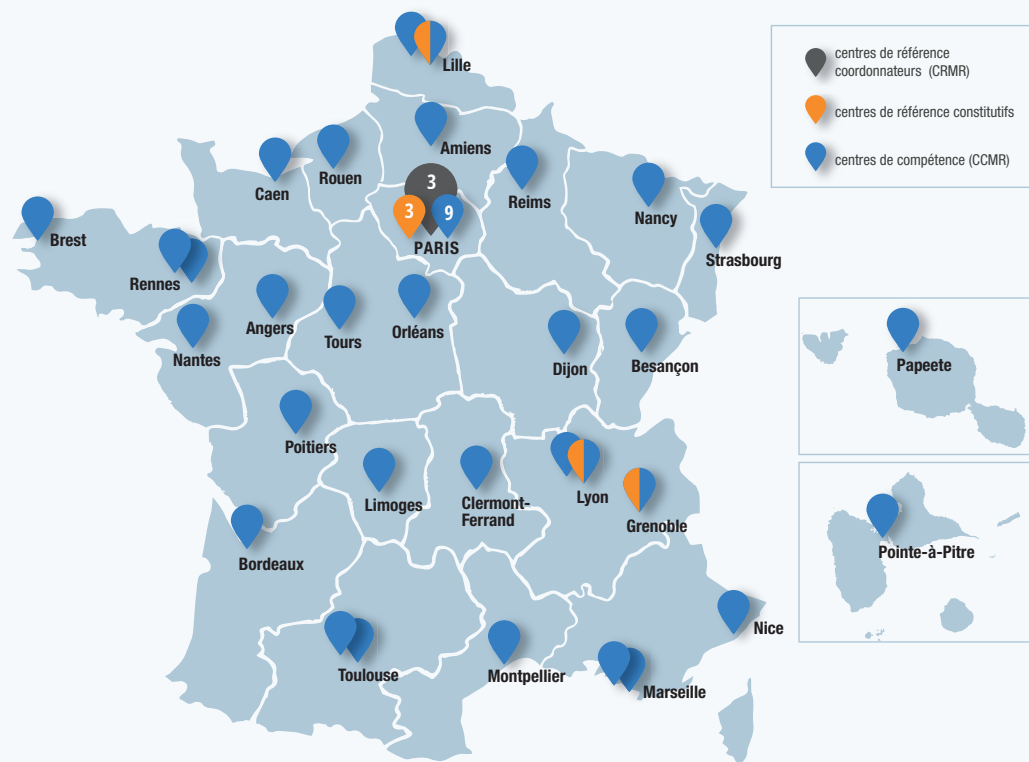 centres de référence
coordonnateurs (CRMR)
centres de référence constitutifs
centres de compétence (CCMR)
Lille
Amiens
Rouen
Caen
Reims
Nancy
Strasbourg
3
3
9
PARIS
Brest
Rennes
Angers
Nantes
Tours
Orléans
Dijon
Besançon
Papeete
Poitiers
Limoges
Clermont-
Ferrand
Lyon
Grenoble
Bordeaux
Pointe-à-Pitre
Toulouse
Montpellier
Marseille
Nice